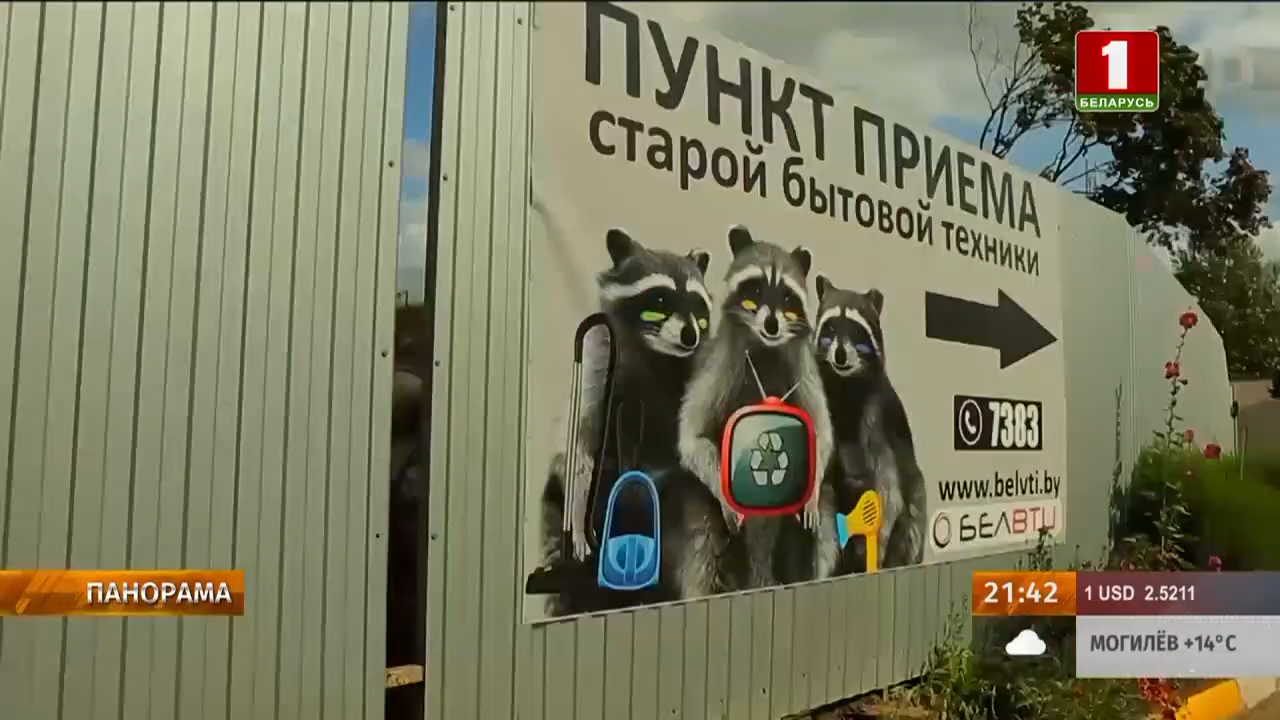 ПУНКТ ПРИЕМА
старой бытовой техники
7383
www.belvti.by
БЕЛВТИ
1
БЕЛАРУСЬ
ПАНОРАМА
21:42
1 USD 2.5211
МОГИЛЁВ +14°C